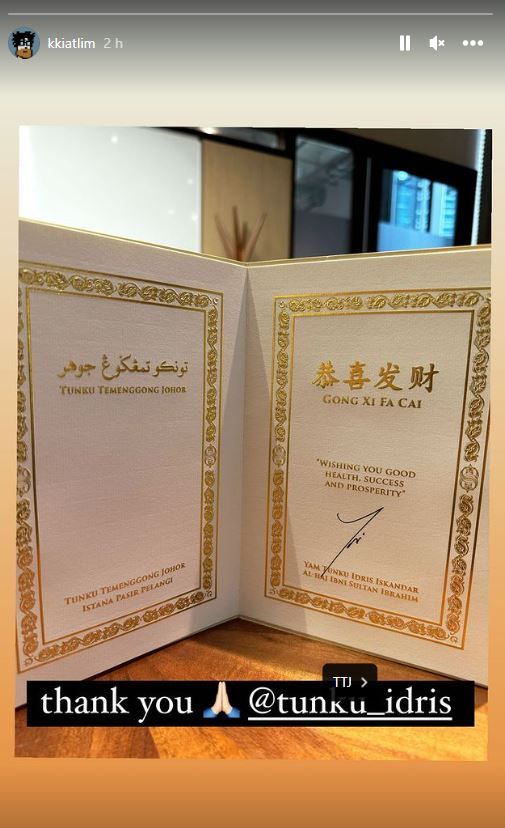 kkiatlim 2 h
تونكو تمڠݢوڠ جوهر
TUNKU TEMENGGONG JOHOR
TUNKU TEMENGGONG JOHOR
ISTANA PASIR PELANGI
恭喜发财
GONG XI FA CAI
"WISHING YOU GOOD
HEALTH, SUCCESS
AND PROSPERITY"
YAM TUNKU IDRIS ISKANDAR
AL-HAJ IBNI SULTAN IBRAHIM
TTJ
thank you 🙏🏻 @tunku_idris